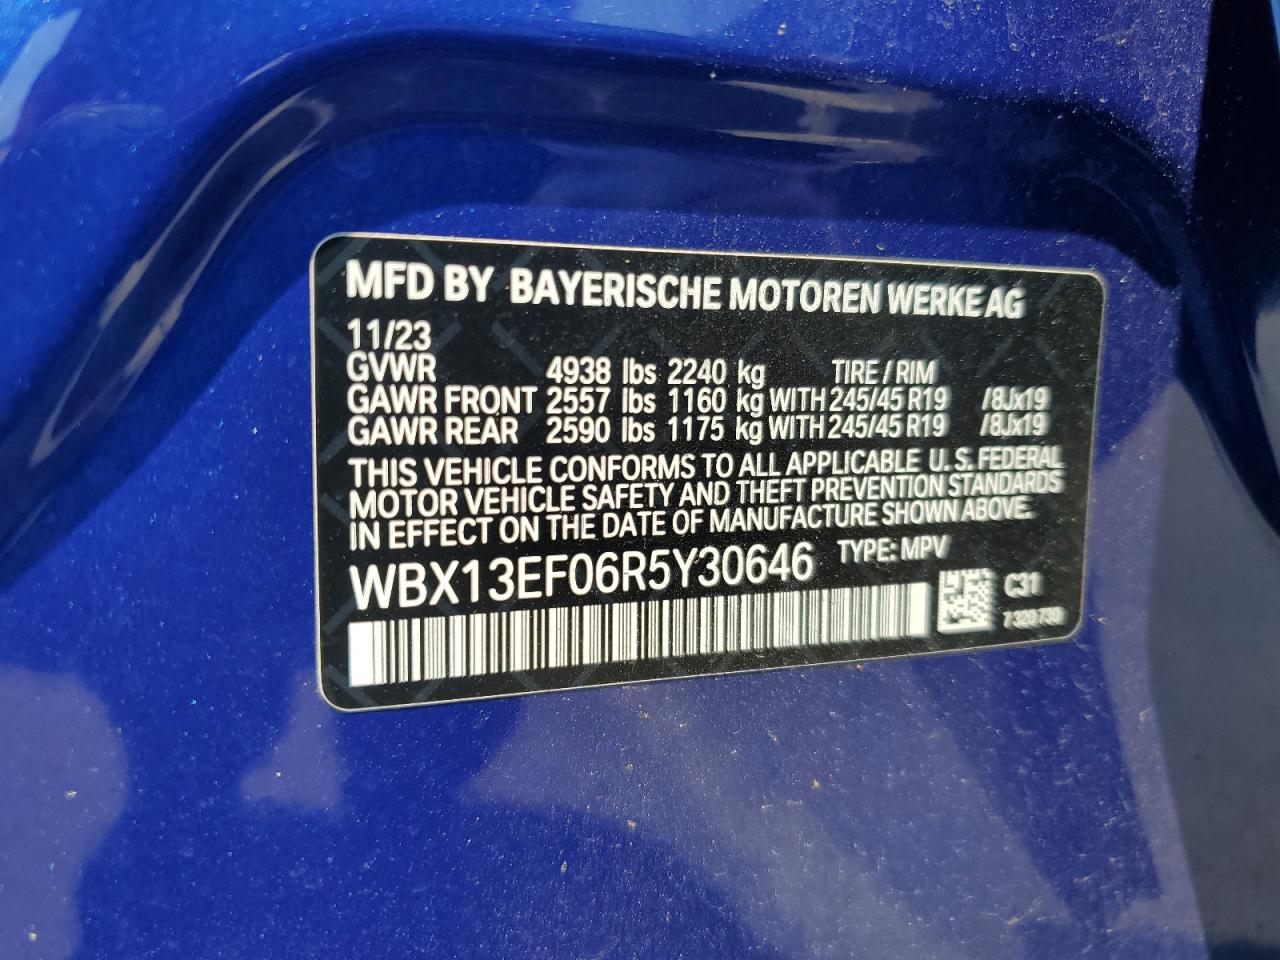 MFD BY BAYERISCHE MOTOREN WERKE AG
11/23
GVWR 4938 lbs 2240 kg TIRE / RIM
GAWR FRONT 2557 lbs 1160 kg WITH 245/45 R19 /8Jx19
GAWR REAR 2590 lbs 1175 kg WITH 245/45 R19 /8Jx19
THIS VEHICLE CONFORMS TO ALL APPLICABLE U.S. FEDERAL
MOTOR VEHICLE SAFETY AND THEFT PREVENTION STANDARDS
IN EFFECT ON THE DATE OF MANUFACTURE SHOWN ABOVE.
WBX13EF06R5Y30646 TYPE: MPV
C31
7 320 730